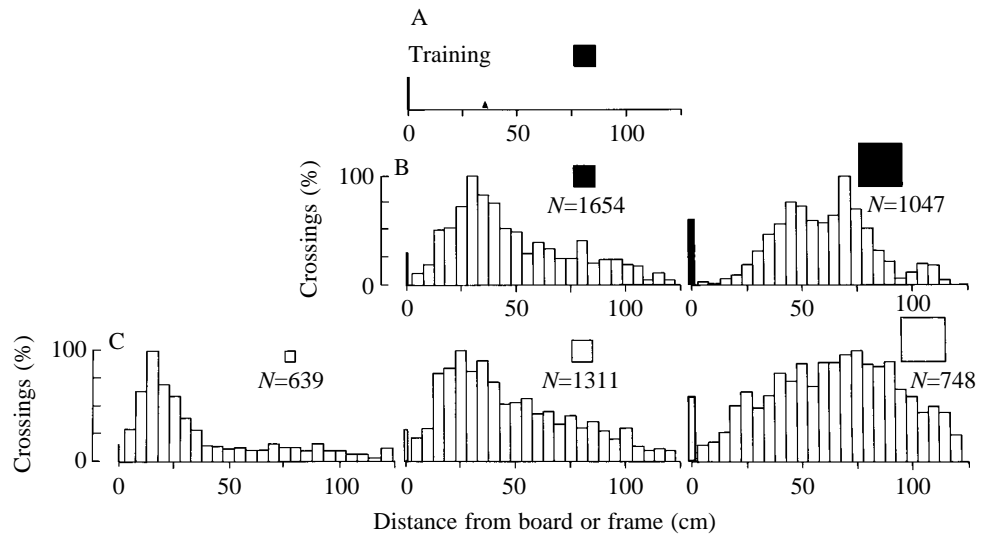 A
Training
0 50 100
B
Crossings (%)
100
0
N=1654
N=1047
0 50 100
50 100
C
Crossings (%)
100
0
N=639
N=1311
N=748
0 50 100
0 50 100
0 50 100
Distance from board or frame (cm)